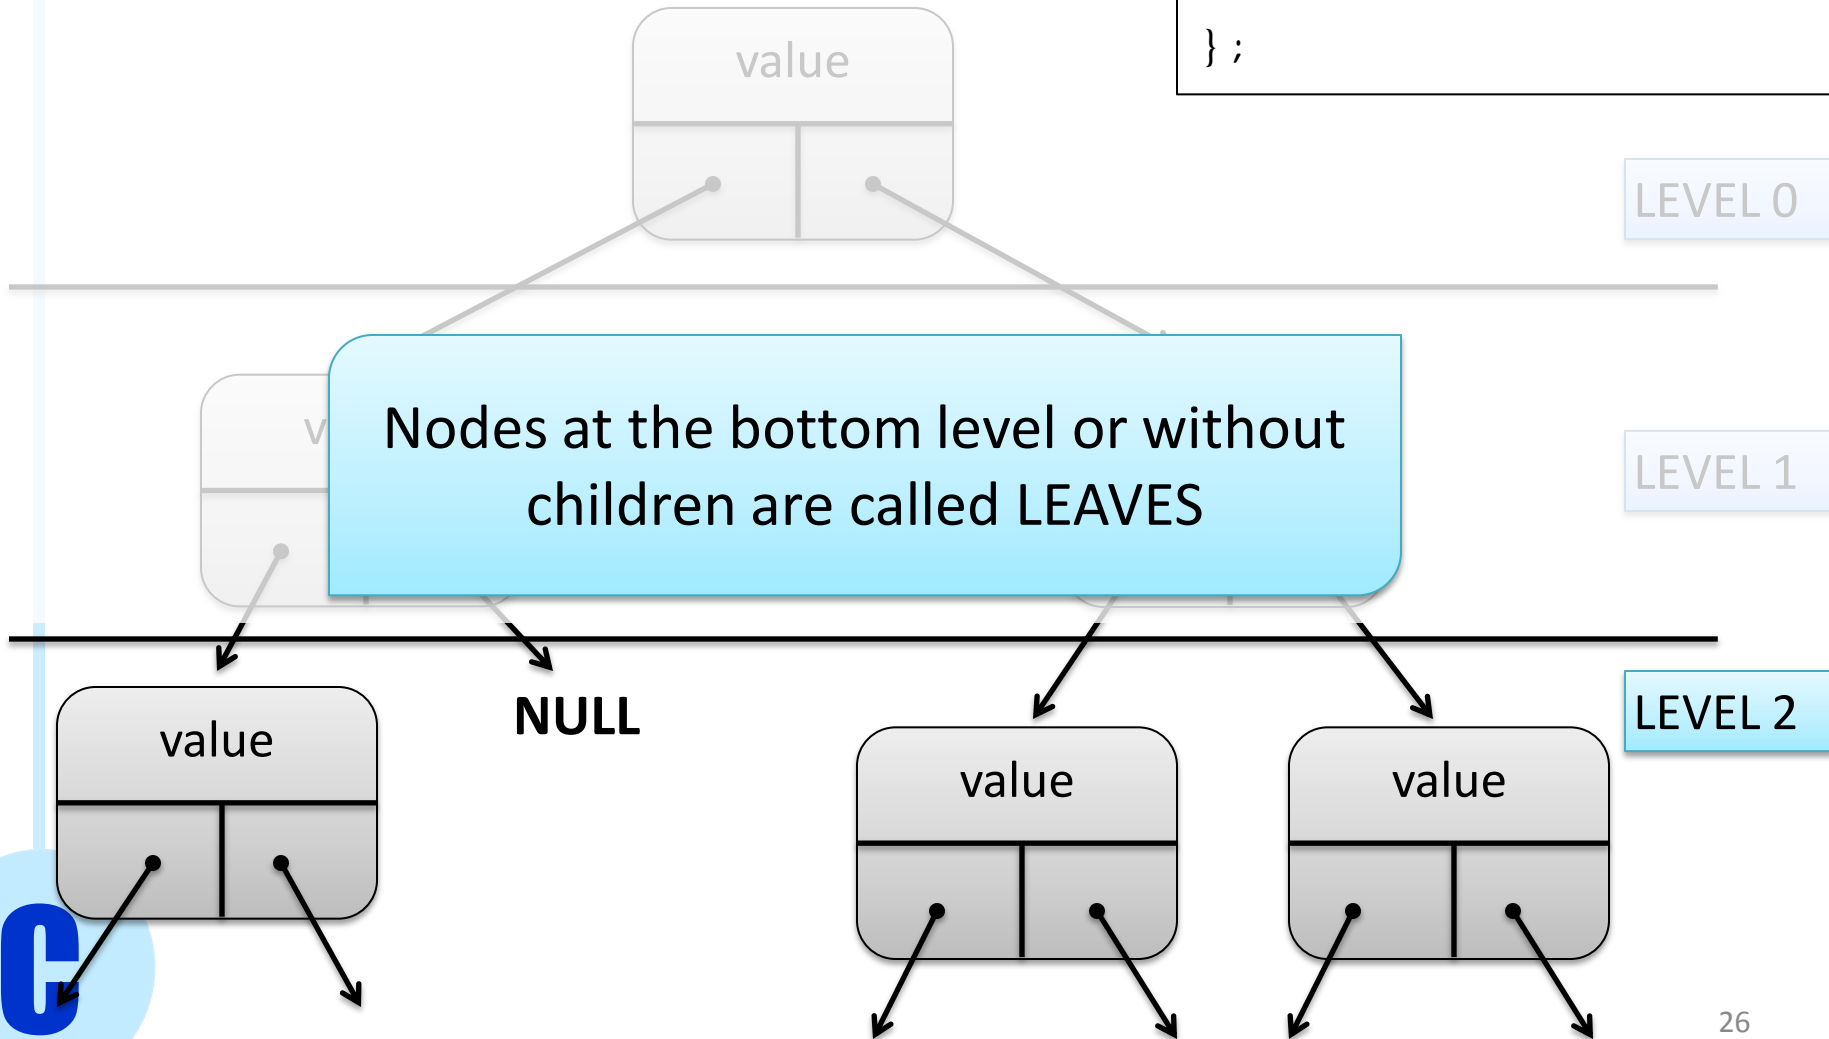 } ;
value
LEVEL 0
Nodes at the bottom level or without
children are called LEAVES
LEVEL 1
NULL
LEVEL 2
value
value
value
C
26